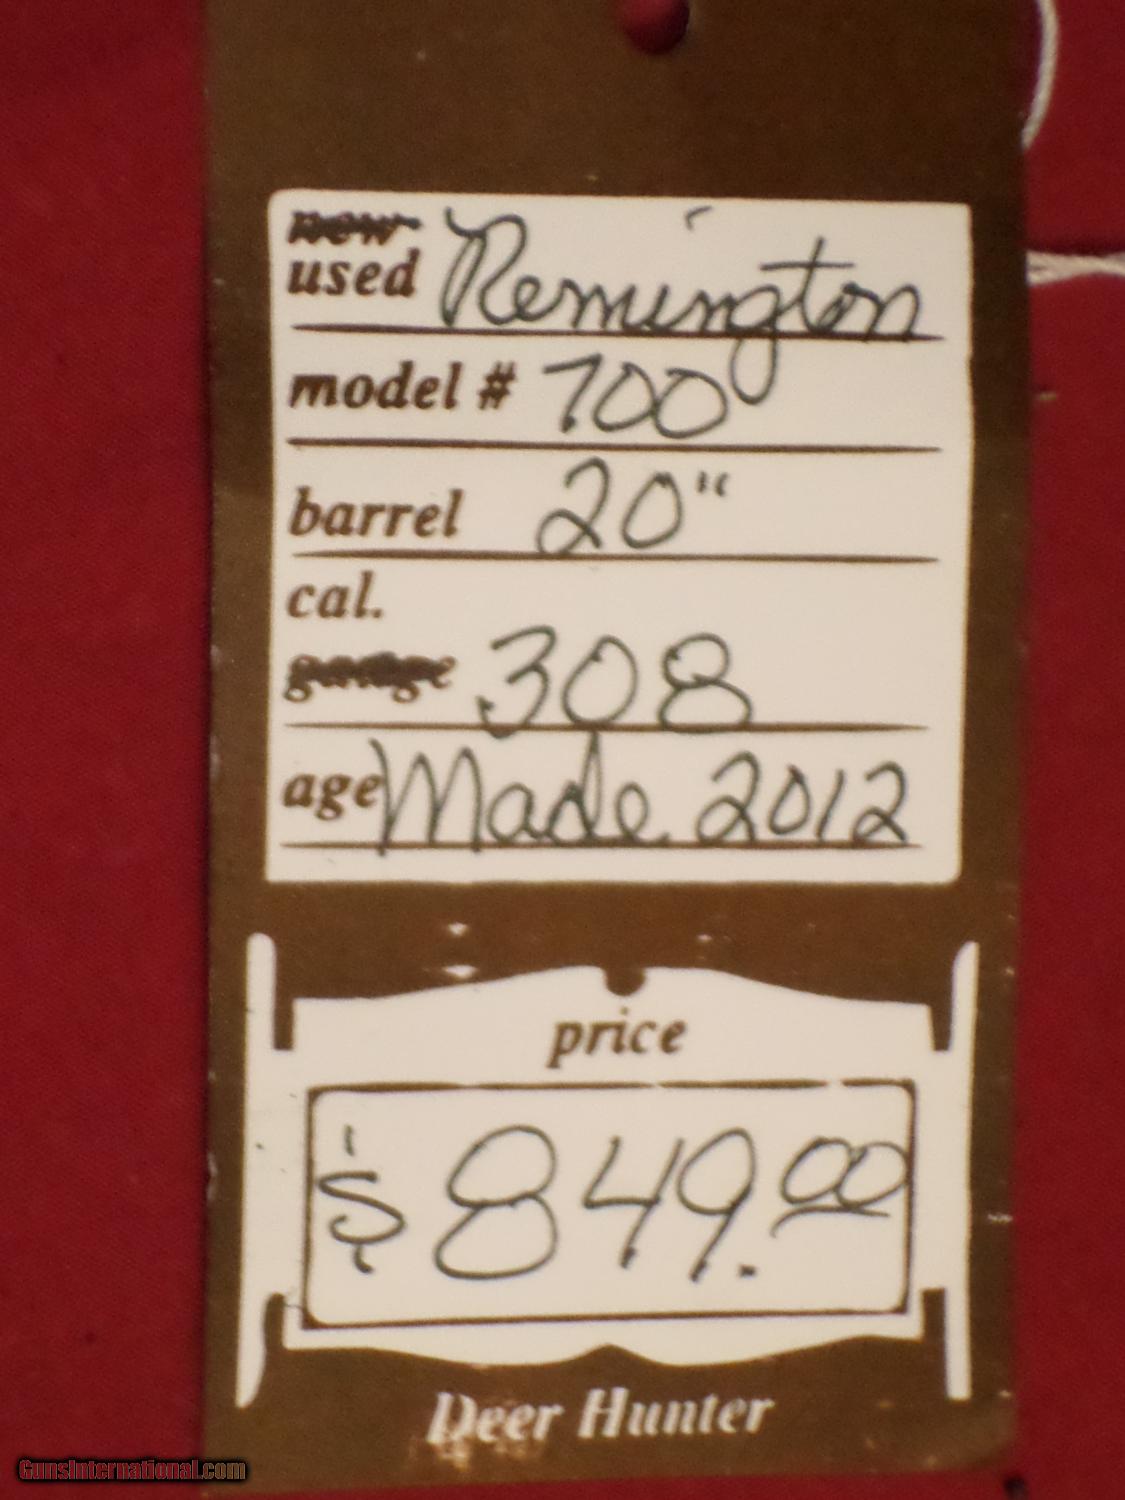 new
used Remington
model # 700
barrel 20"
cal.
gauge .308
age Made 2012
price
$849.00
Deer Hunter
GunsInternational.com